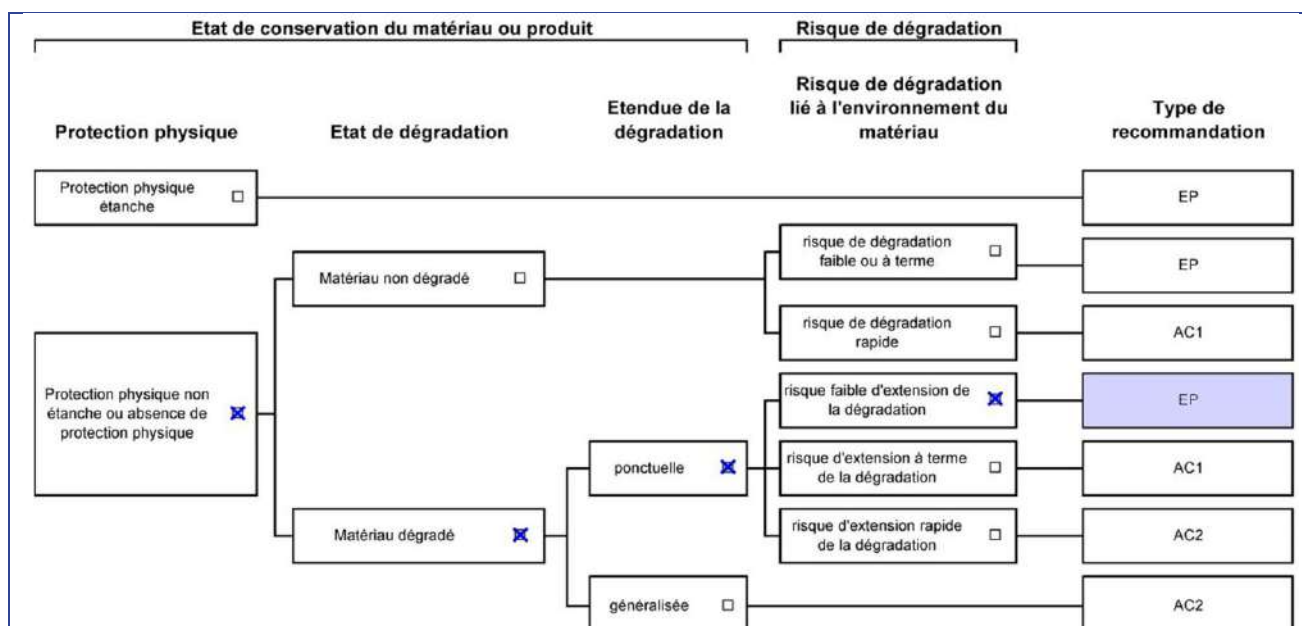 Etat de conservation du matériau ou produit
Risque de dégradation
Protection physique
Etat de dégradation
Etendue de la
dégradation
Risque de dégradation
lié à l'environnement du
matériau
Type de
recommandation
Protection physique
étanche
EP
Protection physique non
étanche ou absence de
protection physique
Matériau non dégradé
risque de dégradation
faible ou à terme
EP
risque de dégradation
rapide
AC1
Matériau dégradé
ponctuelle
risque faible d'extension de
la dégradation
EP
risque d'extension à terme
de la dégradation
AC1
risque d'extension rapide
de la dégradation
AC2
généralisée
AC2